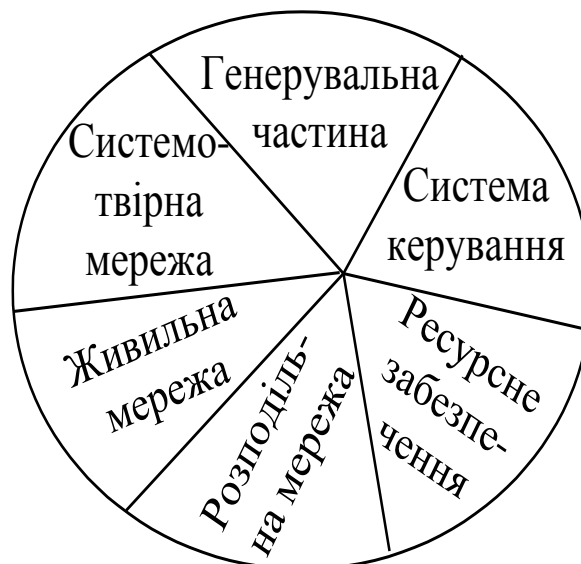 Генерувальна
частина
Система
керування
Ресурсне
забезпе-
чення
Розподіль-
на мережа
Живильна
мережа
Системо-
твірна
мережа